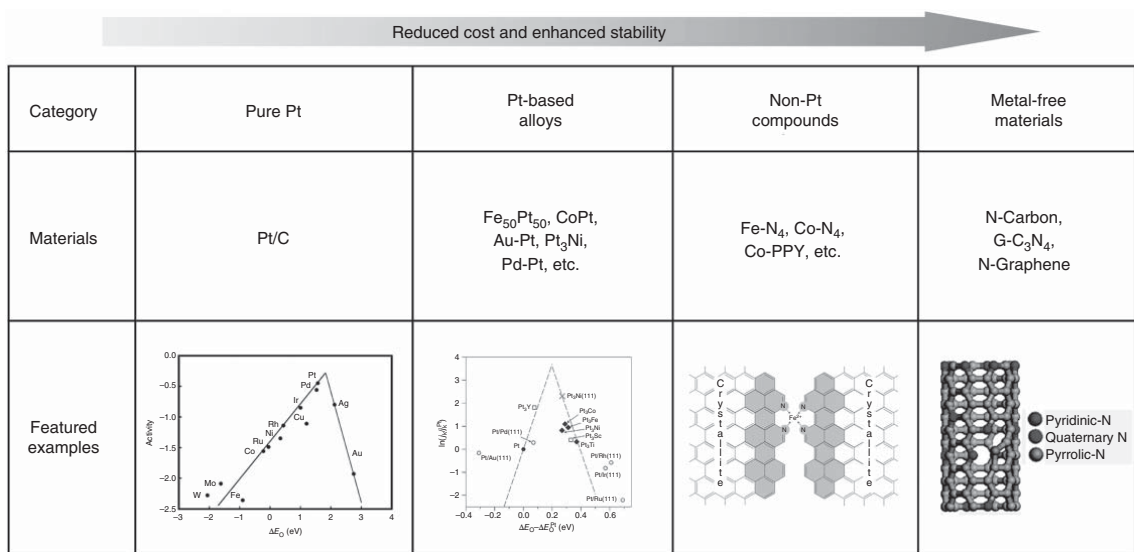 Reduced cost and enhanced stability
Category
Pure Pt
Pt-based
alloys
Non-Pt
compounds
Metal-free
materials
Materials
Pt/C
Fe50Pt50, CoPt,
Au-Pt, Pt3Ni,
Pd-Pt, etc.
Fe-N4, Co-N4,
Co-PPY, etc.
N-Carbon,
G-C3N4,
N-Graphene
Featured
examples
0.0
−0.5
−1.0
−1.5
−2.0
−2.5
Activity
Pt
Pd
Ir
Ag
Cu
Rh
Ni
Ru
Co
Au
Mo
W
Fe
−3
−2
−1
0
1
2
3
4
ΔEO (eV)
4
3
2
1
0
−1
−2
Pt3Ni(111)
Pt3Y
Pt3Co
Pt3Fe
Pt3Ni
Pt3Sc
Pt3Ti
Pt/Pd(111)
Pt
Pt/Au(111)
Pt/Rh(111)
Pt/Ir(111)
Pt/Ru(111)
−0.4
−0.2
0.0
0.2
0.4
0.6
ΔEO−ΔEOPt (eV)
Crystallite
N
N
N
N
Fe2+
Crystallite
Pyridinic-N
Quaternary N
Pyrrolic-N